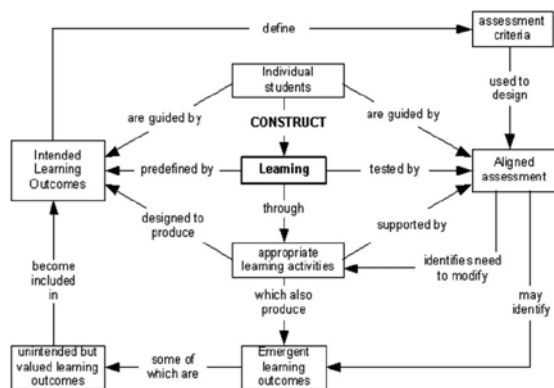 define
assessment
criteria
Individual
students
used to
design
are guided by
CONSTRUCT
are guided by
Intended
Learning
Outcomes
predefined by
Learning
tested by
Aligned
assessment
designed to
produce
through
supported by
appropriate
learning activities
identifies need
to modify
become
included
in
which also
produce
may
identify
unintended but
valued learning
outcomes
some of
which are
Emergent
learning
outcomes